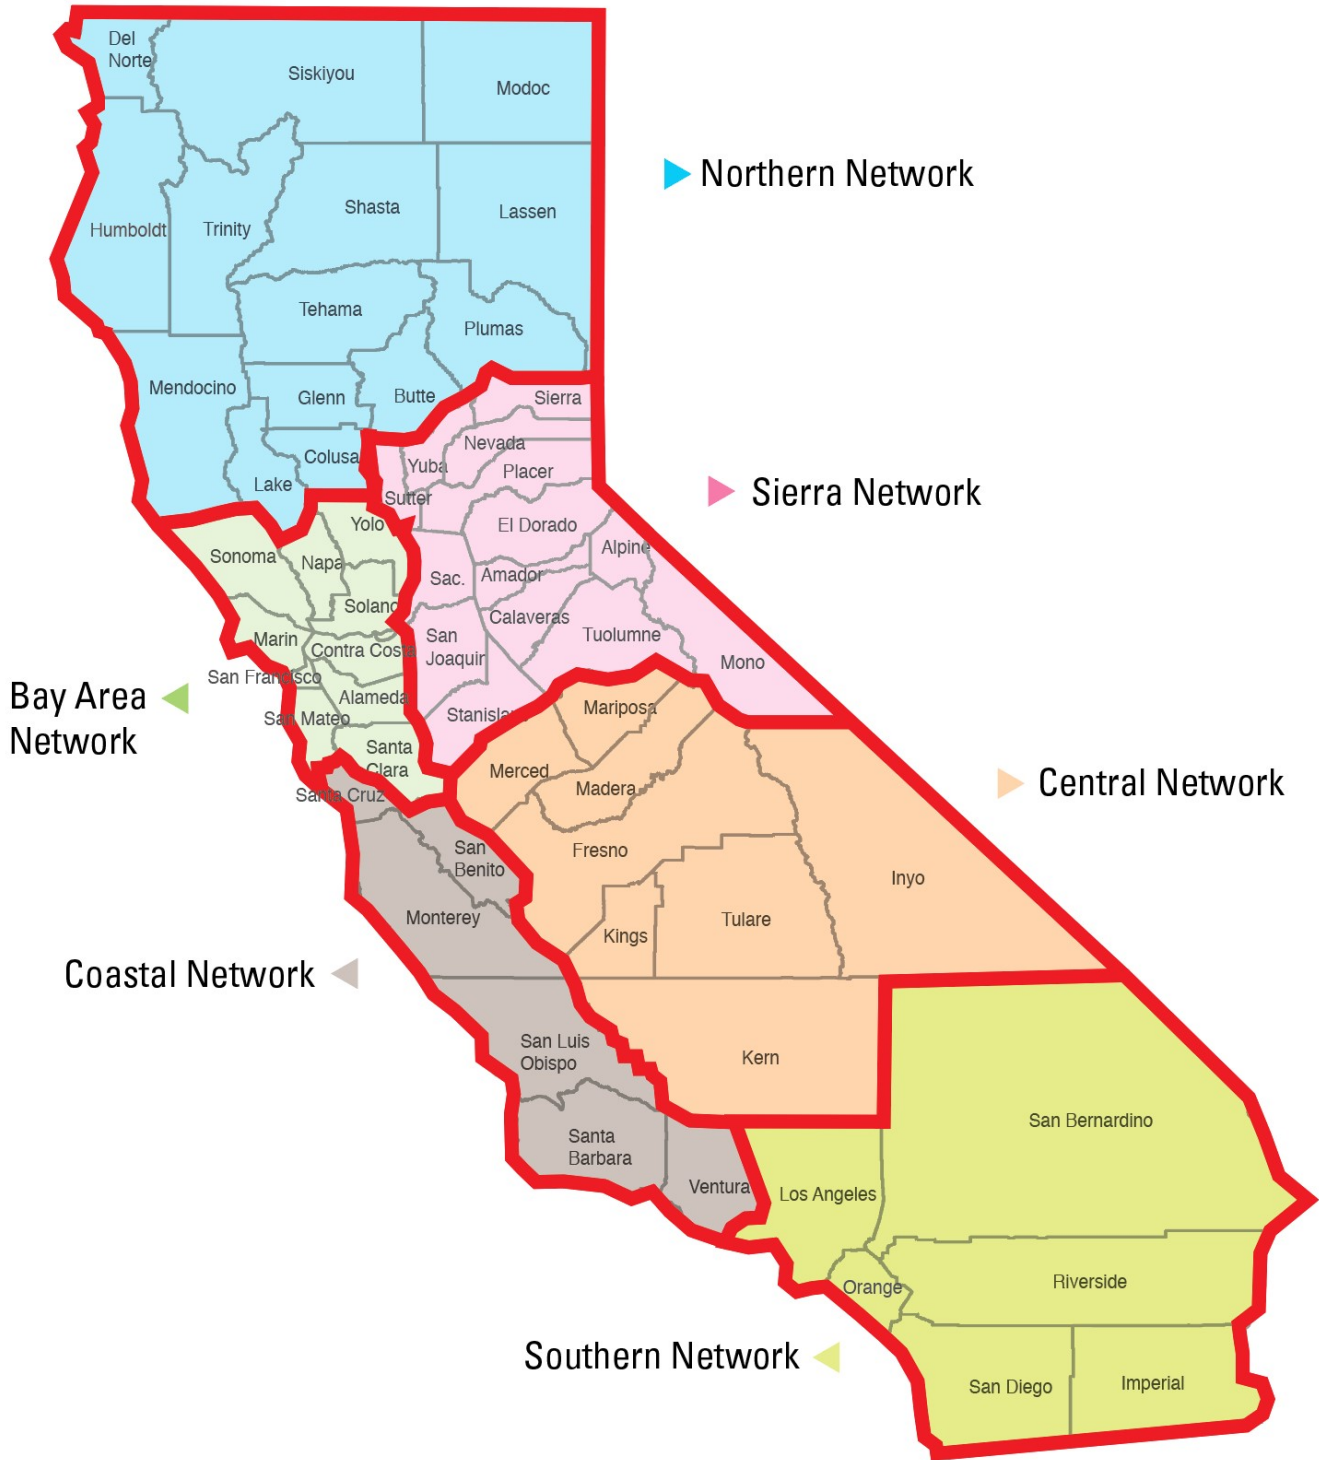 Del
Norte
Siskiyou
Modoc
Northern Network
Humboldt
Trinity
Shasta
Lassen
Tehama
Plumas
Mendocino
Glenn
Butte
Sierra
Nevada
Colusa
Yuba
Placer
Lake
Sutter
Sierra Network
Yolo
El Dorado
Sonoma
Napa
Alpine
Sac.
Amador
Solano
Calaveras
Marin
Contra Costa
San
Joaquin
Tuolumne
Mono
San Francisco
Alameda
Bay Area
Network
San Mateo
Stanislaus
Mariposa
Santa
Clara
Merced
Madera
Central Network
Santa Cruz
San
Benito
Fresno
Inyo
Monterey
Kings
Tulare
Coastal Network
San Luis
Obispo
Kern
San Bernardino
Santa
Barbara
Ventura
Los Angeles
Orange
Riverside
Southern Network
San Diego
Imperial